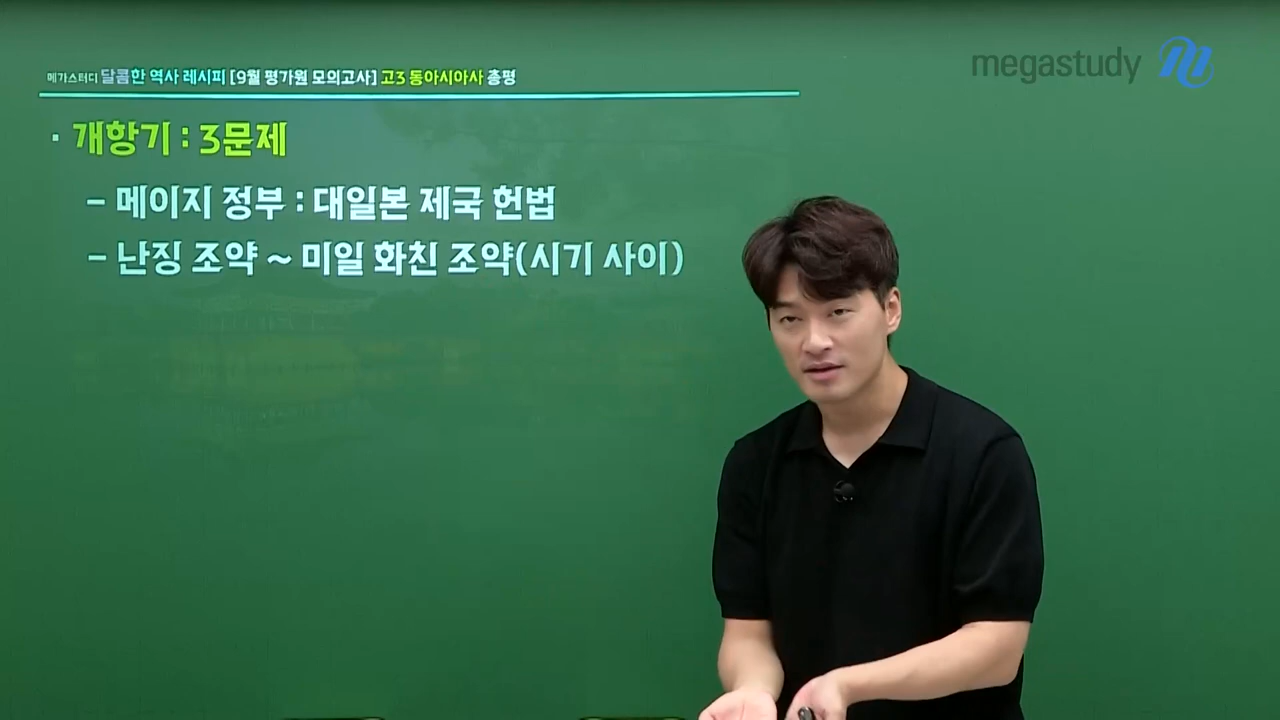 메가스터디 달콤한 역사 레시피 [9월 평가원 모의고사] 고3 동아시아사 총평
megastudy
· 개항기 : 3문제
– 메이지 정부 : 대일본 제국 헌법
– 난징 조약 ~ 미일 화친 조약(시기 사이)